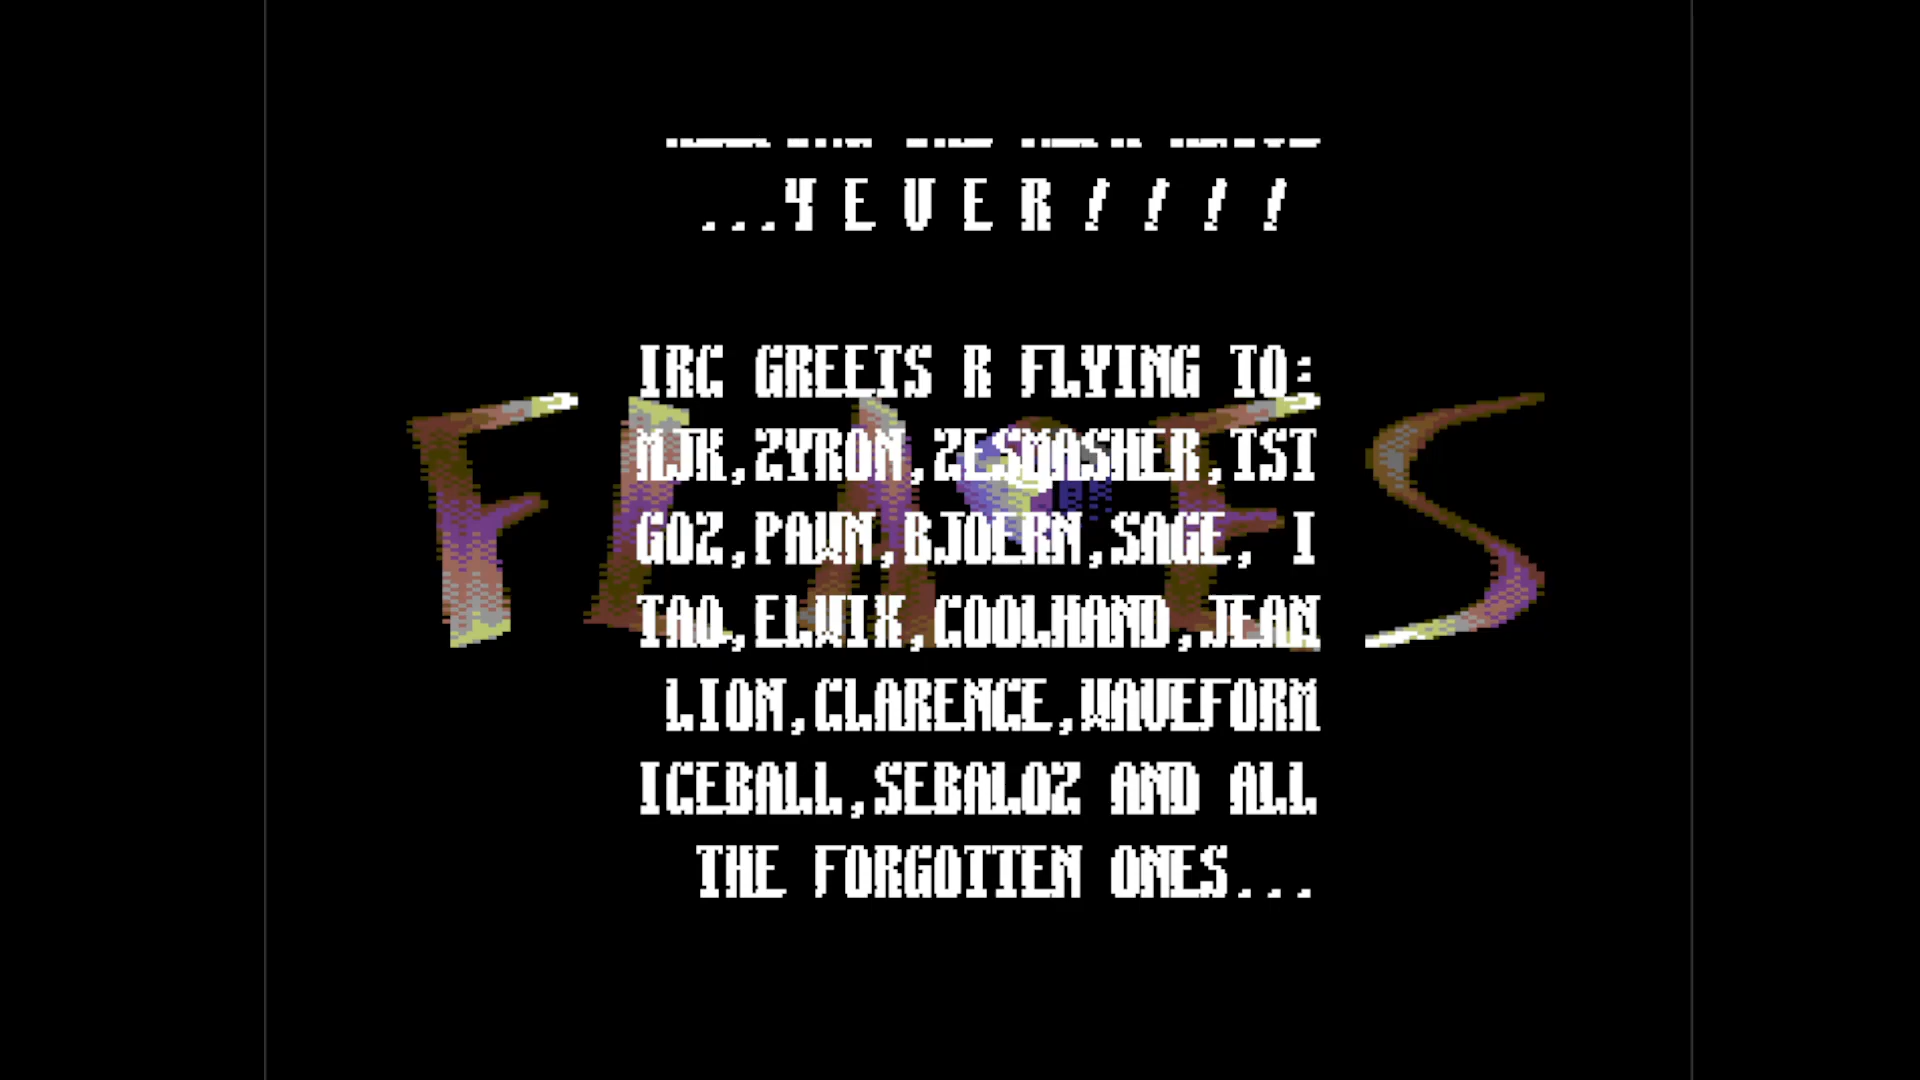 ...4 E V E R ! ! ! !
IRC GREETS R FLYING TO:
MJK,ZYRON,ZESMASHER,TST
GOZ,PAWN,BJOERN,SAGE, I
TAO,ELWIX,COOLHAND,JEAN
LION,CLARENCE,WAVEFORM
ICEBALL,SEBALOZ AND ALL
THE FORGOTTEN ONES...